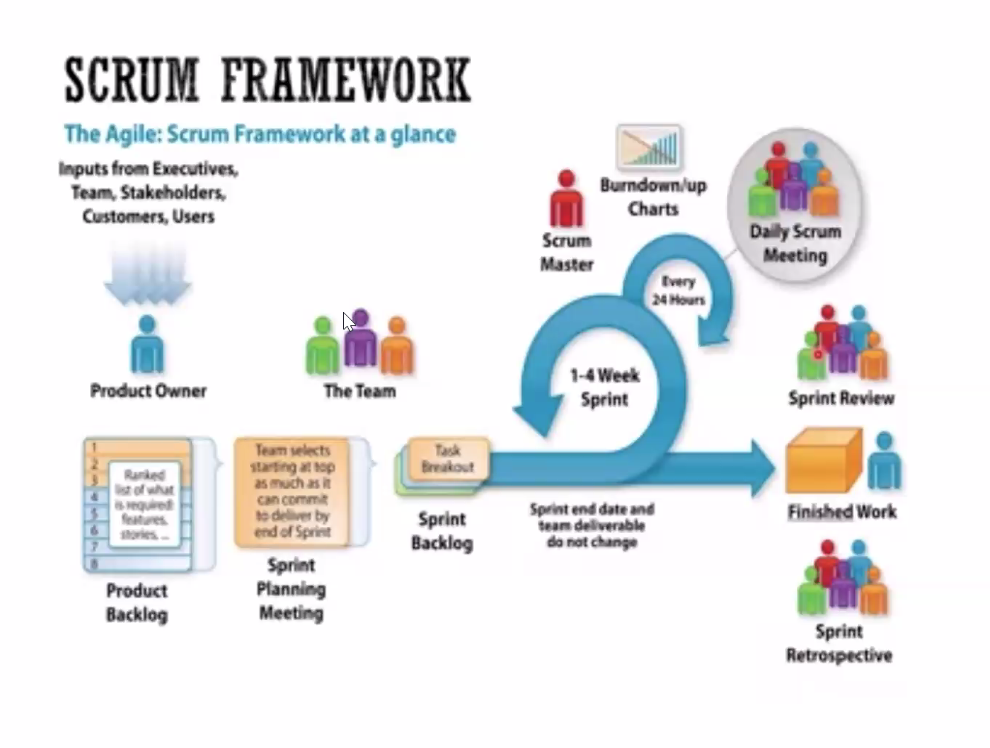 SCRUM FRAMEWORK
The Agile: Scrum Framework at a glance
Inputs from Executives,
Team, Stakeholders,
Customers, Users
Product Owner
The Team
1
2
3
4
5
6
7
8
Ranked
list of what
is required:
features,
stories, ...
Product
Backlog
Team selects
starting at top
as much as it
can commit
to deliver by
end of Sprint
Sprint
Planning
Meeting
Task
Breakout
Sprint
Backlog
Scrum
Master
Burndown/up
Charts
Every
24 Hours
1-4 Week
Sprint
Sprint end date and
team deliverable
do not change
Daily Scrum
Meeting
Sprint Review
Finished Work
Sprint
Retrospective